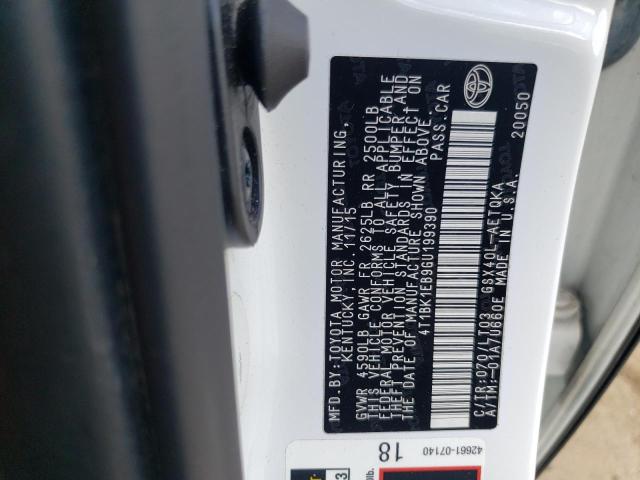 MFD. BY: TOYOTA MOTOR MANUFACTURING,
KENTUCKY, INC. 11/15
GVWR 4590LB GAWR FR 2625LB RR 2500LB
THIS VEHICLE CONFORMS TO ALL APPLICABLE
FEDERAL MOTOR VEHICLE SAFETY, BUMPER, AND
THEFT PREVENTION STANDARDS IN EFFECT ON
THE DATE OF MANUFACTURE SHOWN ABOVE.
4T1BK1EB9GU199390 PASS. CAR
C/TR: 070/LT03 GSX40L-AETQKA
A/TM: -01A/U660E MADE IN U.S.A. 20050
42661-07140
18
lb.
3